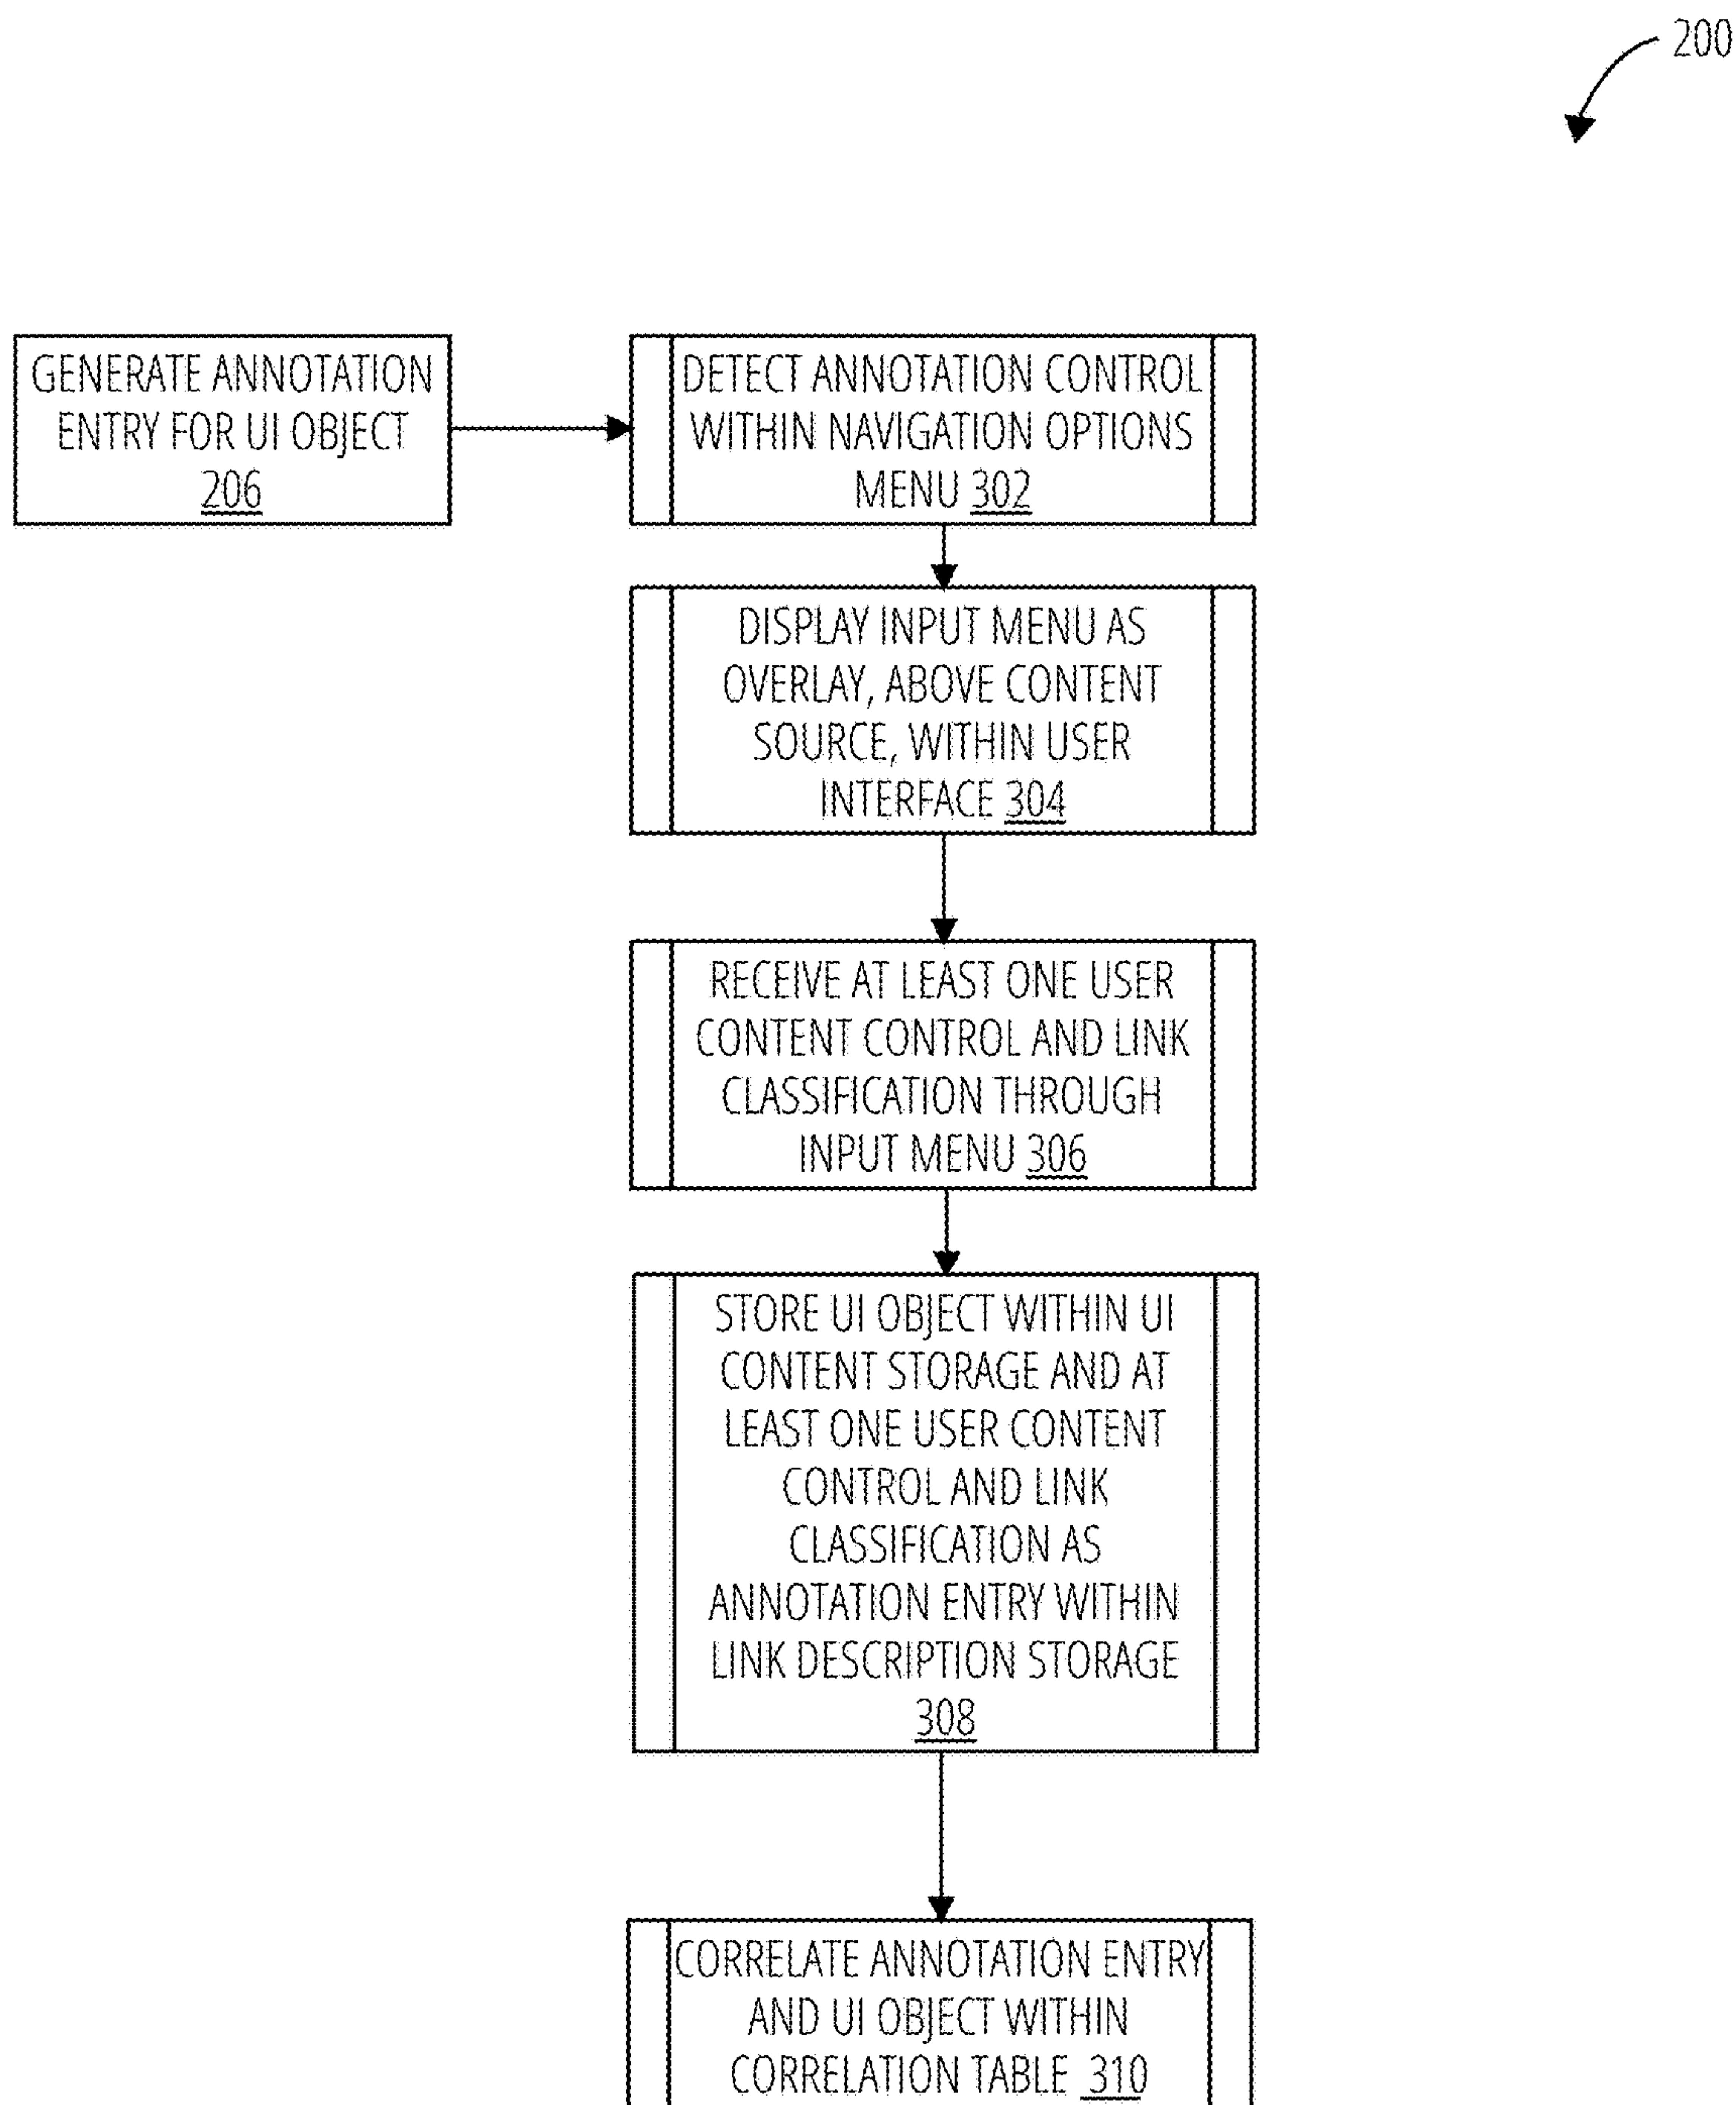 200
GENERATE ANNOTATION
ENTRY FOR UI OBJECT
206
DETECT ANNOTATION CONTROL
WITHIN NAVIGATION OPTIONS
MENU 302
DISPLAY INPUT MENU AS
OVERLAY, ABOVE CONTENT
SOURCE, WITHIN USER
INTERFACE 304
RECEIVE AT LEAST ONE USER
CONTENT CONTROL AND LINK
CLASSIFICATION THROUGH
INPUT MENU 306
STORE UI OBJECT WITHIN UI
CONTENT STORAGE AND AT
LEAST ONE USER CONTENT
CONTROL AND LINK
CLASSIFICATION AS
ANNOTATION ENTRY WITHIN
LINK DESCRIPTION STORAGE
308
CORRELATE ANNOTATION ENTRY
AND UI OBJECT WITHIN
CORRELATION TABLE 310